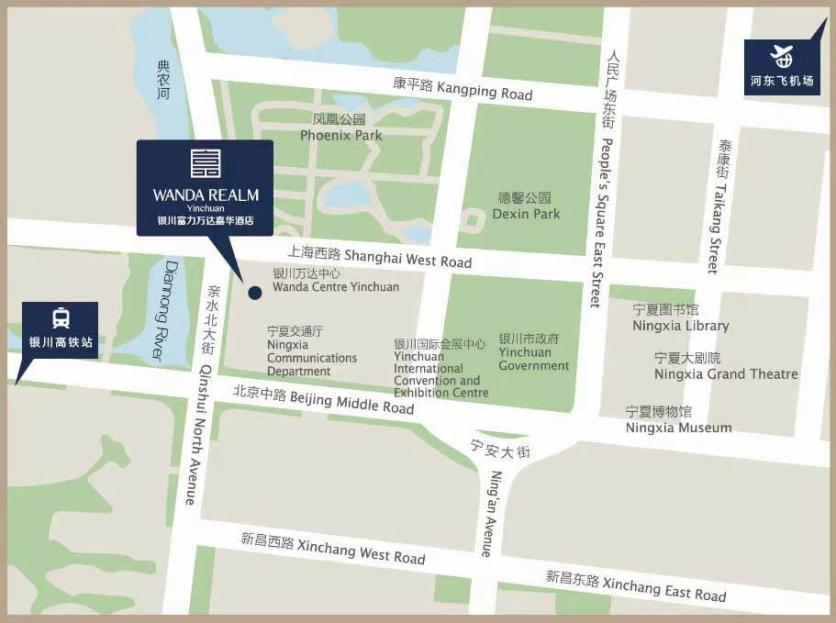 人民广场东街 People's Square East Street
河东飞机场
典农河
康平路 Kangping Road
凤凰公园
Phoenix Park
泰康街 Taikang Street
WANDA REALM
Yinchuan
银川富力万达嘉华酒店
德馨公园
Dexin Park
上海西路 Shanghai West Road
银川万达中心
Wanda Centre Yinchuan
Diannong River
亲水北大街 Qinshui North Avenue
银川高铁站
宁夏交通厅
Ningxia
Communications
Department
银川国际会展中心
Yinchuan
International
Convention and
Exhibition Centre
银川市政府
Yinchuan
Government
宁夏图书馆
Ningxia Library
宁夏大剧院
Ningxia Grand Theatre
宁夏博物馆
Ningxia Museum
北京中路 Beijing Middle Road
宁安大街
Ning'an Avenue
新昌西路 Xinchang West Road
新昌东路 Xinchang East Road